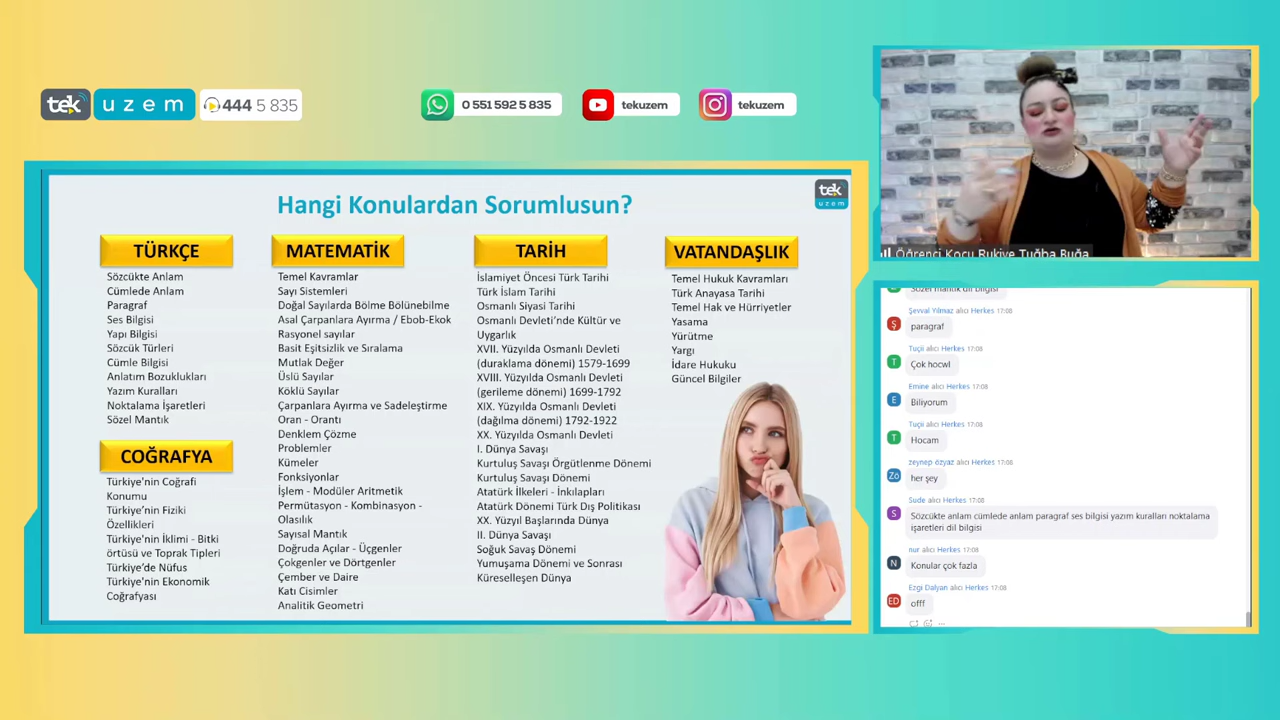 tek
uzem
444 5 835
0 551 592 5 835
tekuzem
tekuzem
Hangi Konulardan Sorumlusun?
tek
uzem
TÜRKÇE
Sözcükte Anlam
Cümlede Anlam
Paragraf
Ses Bilgisi
Yapı Bilgisi
Sözcük Türleri
Cümle Bilgisi
Anlatım Bozuklukları
Yazım Kuralları
Noktalama İşaretleri
Sözel Mantık
COĞRAFYA
Türkiye'nin Coğrafi
Konumu
Türkiye'nin Fiziki
Özellikleri
Türkiye'nin İklimi - Bitki
örtüsü ve Toprak Tipleri
Türkiye'de Nüfus
Türkiye'nin Ekonomik
Coğrafyası
MATEMATİK
Temel Kavramlar
Sayı Sistemleri
Doğal Sayılarda Bölme Bölünebilme
Asal Çarpanlara Ayırma / Ebob-Ekok
Rasyonel sayılar
Basit Eşitsizlik ve Sıralama
Mutlak Değer
Üslü Sayılar
Köklü Sayılar
Çarpanlara Ayırma ve Sadeleştirme
Oran - Orantı
Denklem Çözme
Problemler
Kümeler
Fonksiyonlar
İşlem - Modüler Aritmetik
Permütasyon - Kombinasyon -
Olasılık
Sayısal Mantık
Doğruda Açılar - Üçgenler
Çokgenler ve Dörtgenler
Çember ve Daire
Katı Cisimler
Analitik Geometri
TARİH
İslamiyet Öncesi Türk Tarihi
Türk İslam Tarihi
Osmanlı Siyasi Tarihi
Osmanlı Devleti'nde Kültür ve
Uygarlık
XVII. Yüzyılda Osmanlı Devleti
(duraklama dönemi) 1579-1699
XVIII. Yüzyılda Osmanlı Devleti
(gerileme dönemi) 1699-1792
XIX. Yüzyılda Osmanlı Devleti
(dağılma dönemi) 1792-1922
XX. Yüzyılda Osmanlı Devleti
I. Dünya Savaşı
Kurtuluş Savaşı Örgütlenme Dönemi
Kurtuluş Savaşı Dönemi
Atatürk İlkeleri - İnkılapları
Atatürk Dönemi Türk Dış Politikası
XX. Yüzyıl Başlarında Dünya
II. Dünya Savaşı
Soğuk Savaş Dönemi
Yumuşama Dönemi ve Sonrası
Küreselleşen Dünya
VATANDAŞLIK
Temel Hukuk Kavramları
Türk Anayasa Tarihi
Temel Hak ve Hürriyetler
Yasama
Yürütme
Yargı
İdare Hukuku
Güncel Bilgiler
Öğrenci Koçu Rukiye Tuğba Buğa
Sözel mantık dil bilgisi
Şevval Yılmaz alıcı Herkes 17:08
Ş
paragraf
Tuçii alıcı Herkes 17:08
T
Çok hocwl
Emine alıcı Herkes 17:08
E
Biliyorum
Tuçii alıcı Herkes 17:08
T
Hocam
zeynep özyaz alıcı Herkes 17:08
Zö
her şey
Sude alıcı Herkes 17:08
S
Sözcükte anlam cümlede anlam paragraf ses bilgisi yazım kuralları noktalama
işaretleri dil bilgisi
nur alıcı Herkes 17:08
N
Konular çok fazla
Ezgi Dalyan alıcı Herkes 17:08
ED
offf